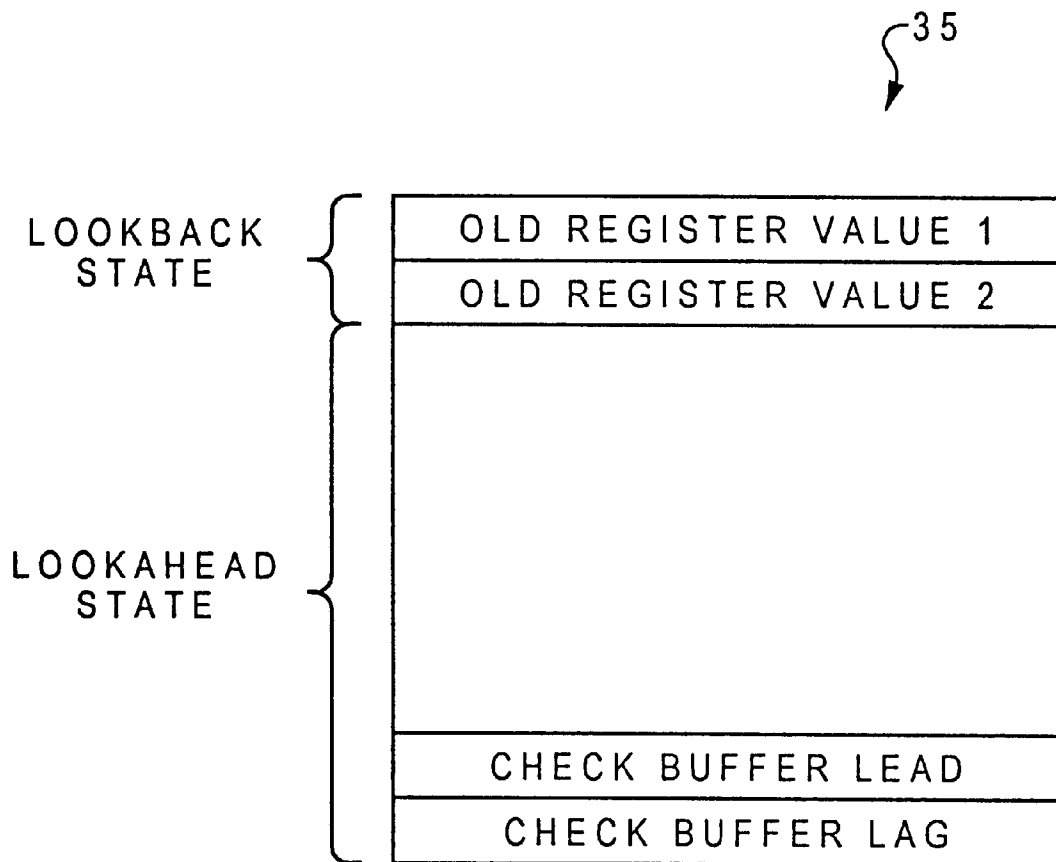 35
LOOKBACK
STATE
OLD REGISTER VALUE 1
OLD REGISTER VALUE 2
LOOKAHEAD
STATE
CHECK BUFFER LEAD
CHECK BUFFER LAG